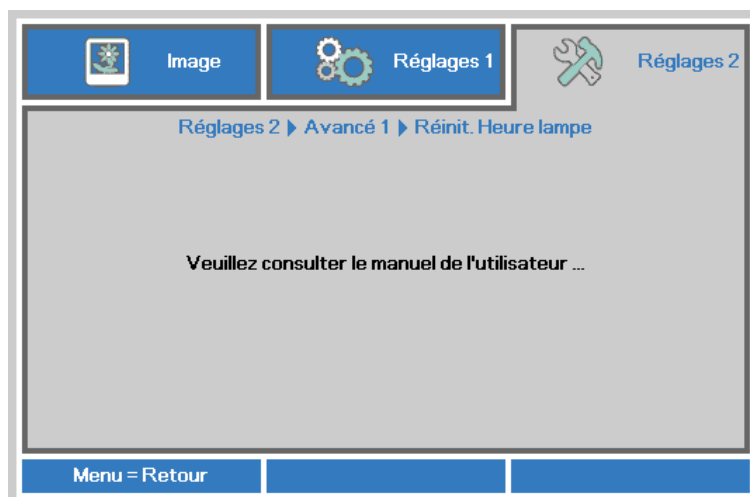 Image
Réglages 1
Réglages 2
Réglages 2 ▶ Avancé 1 ▶ Réinit. Heure lampe
Veuillez consulter le manuel de l'utilisateur ...
Menu = Retour